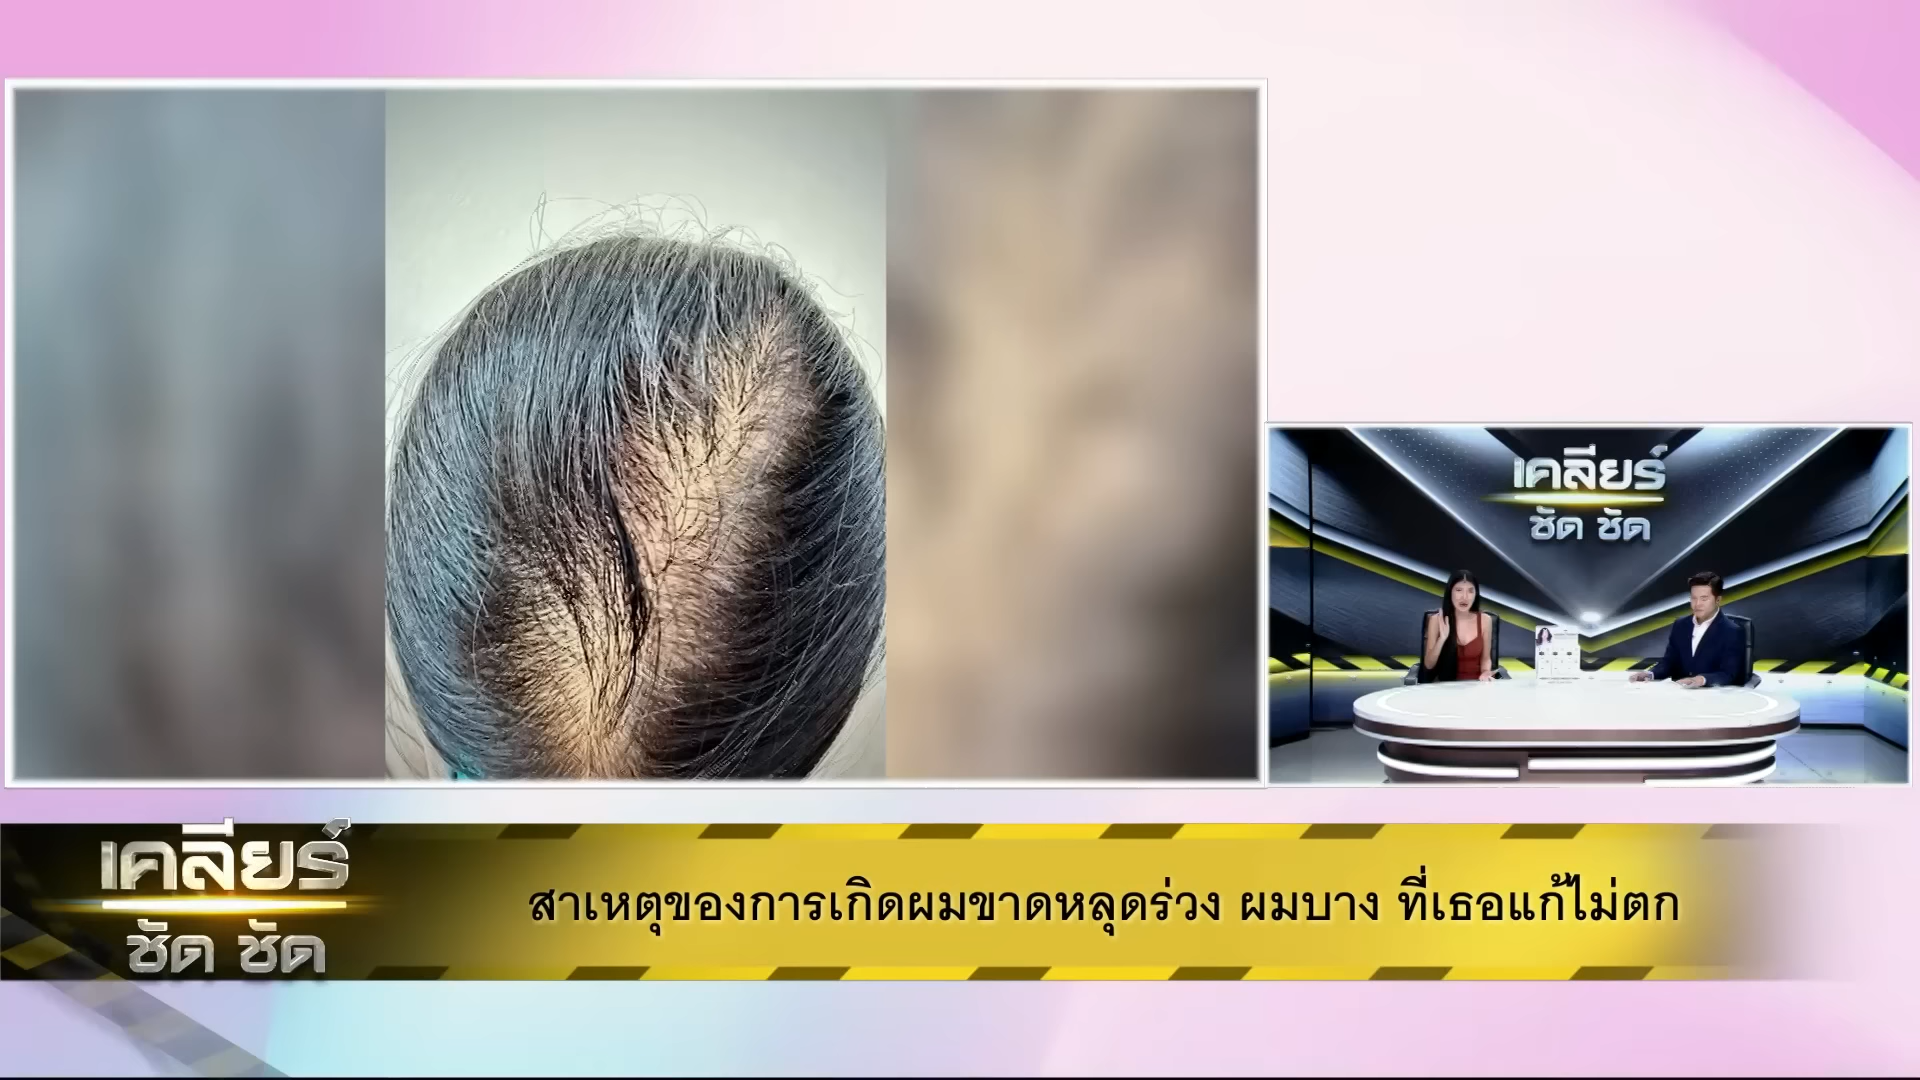 เคลียร์
ชัด ชัด
เคลียร์
ชัด ชัด
สาเหตุของการเกิดผมขาดหลุดร่วง ผมบาง ที่เธอแก้ไม่ตก